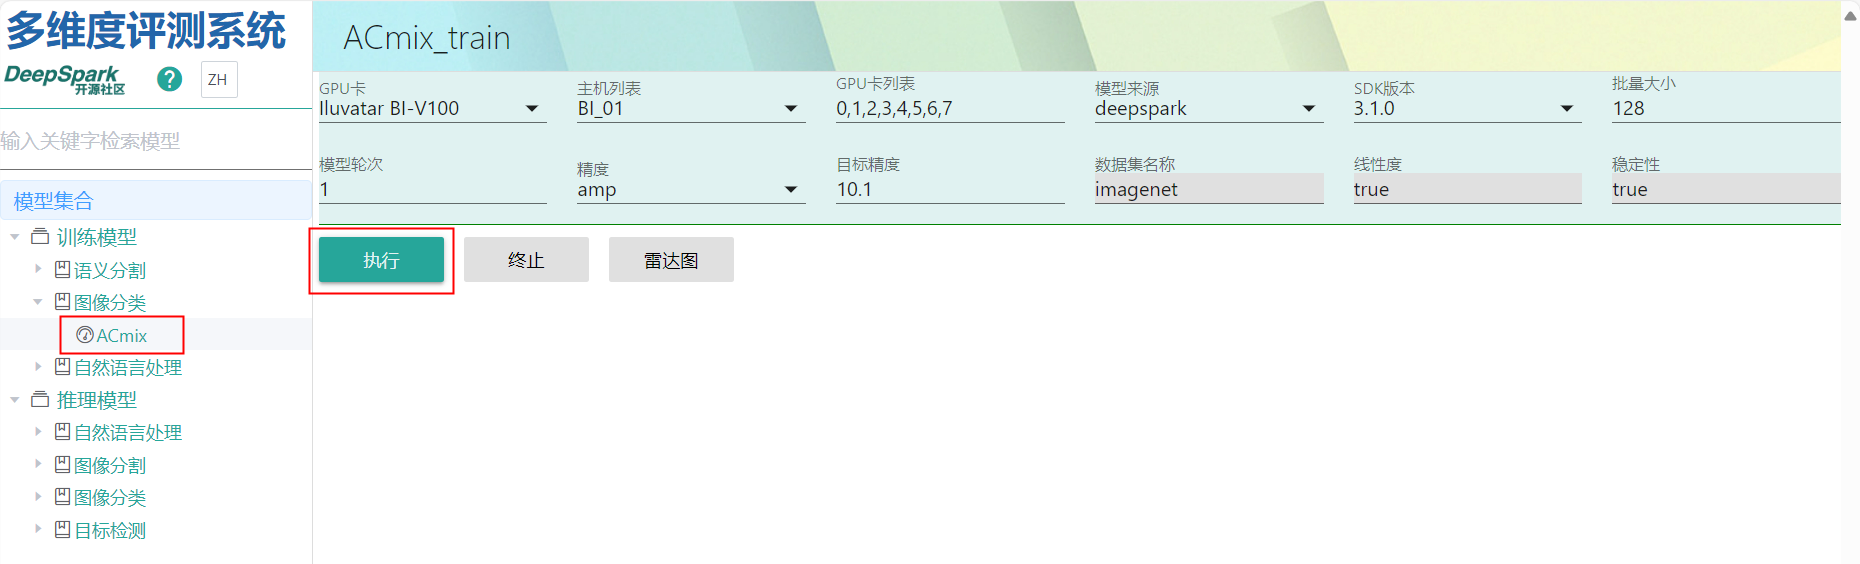 多维度评测系统
DeepSpark
开源社区
?
ZH
输入关键字检索模型
模型集合
训练模型
语义分割
图像分类
ACmix
自然语言处理
推理模型
自然语言处理
图像分割
图像分类
目标检测
ACmix_train
GPU卡
Iluvatar BI-V100
主机列表
BI_01
GPU卡列表
0,1,2,3,4,5,6,7
模型来源
deepspark
SDK版本
3.1.0
批量大小
128
模型轮次
1
精度
amp
目标精度
10.1
数据集名称
imagenet
线性度
true
稳定性
true
执行
终止
雷达图